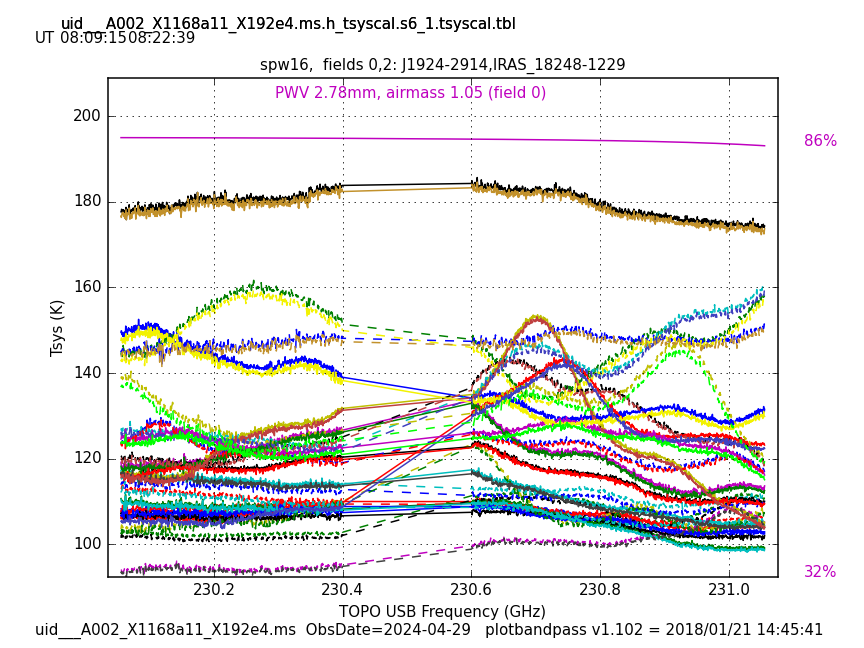 uid___A002_X1168a11_X192e4.ms.h_tsyscal.s6_1.tsyscal.tbl
UT 08:09:15 08:22:39
spw16, fields 0,2: J1924-2914,IRAS_18248-1229
PWV 2.78mm, airmass 1.05 (field 0)
200
86%
180
160
Tsys (K)
140
120
100
32%
230.2 230.4 230.6 230.8 231.0
TOPO USB Frequency (GHz)
uid___A002_X1168a11_X192e4.ms ObsDate=2024-04-29 plotbandpass v1.102 = 2018/01/21 14:45:41